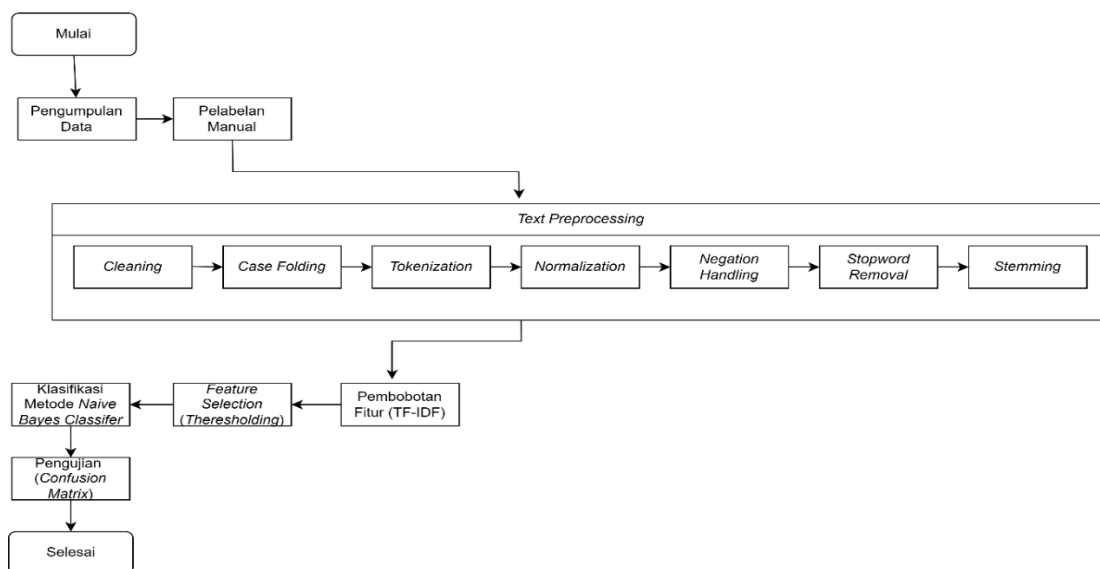 Mulai
Pengumpulan
Data
Pelabelan
Manual
Text Preprocessing
Cleaning
Case Folding
Tokenization
Normalization
Negation
Handling
Stopword
Removal
Stemming
Pembobotan
Fitur (TF-IDF)
Feature
Selection
(Theresholding)
Klasifikasi
Metode Naive
Bayes Classifer
Pengujian
(Confusion
Matrix)
Selesai